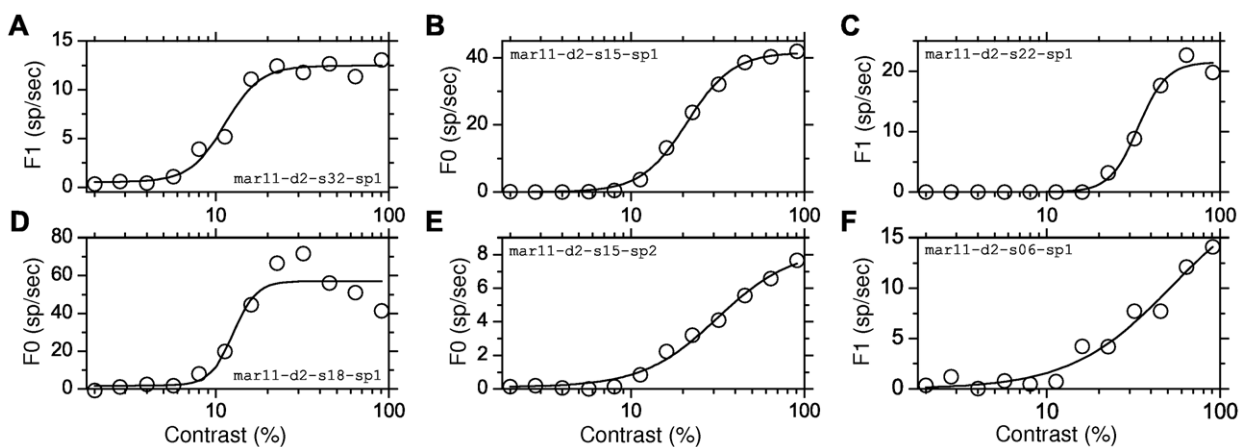 A
F1 (sp/sec)
15
10
5
0
10
100
mar11-d2-s32-sp1
B
F0 (sp/sec)
40
20
0
10
100
mar11-d2-s15-sp1
C
F1 (sp/sec)
20
10
0
10
100
mar11-d2-s22-sp1
D
F0 (sp/sec)
80
60
40
20
0
10
100
mar11-d2-s18-sp1
Contrast (%)
E
F0 (sp/sec)
8
6
4
2
0
10
100
mar11-d2-s15-sp2
Contrast (%)
F
F1 (sp/sec)
15
10
5
0
10
100
mar11-d2-s06-sp1
Contrast (%)